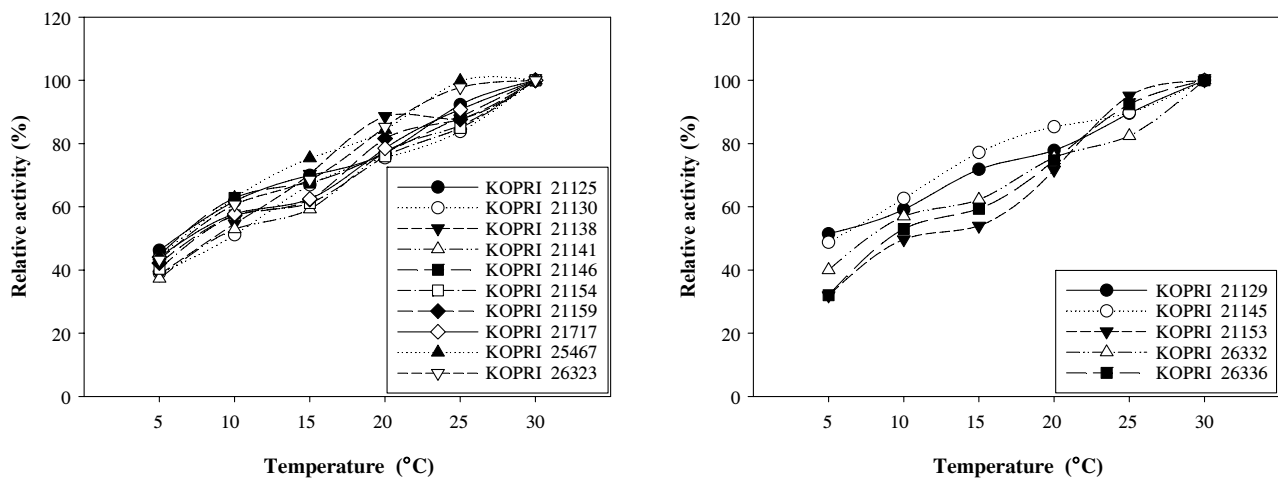 120
100
80
60
40
20
0
Relative activity (%)
5 10 15 20 25 30
Temperature (°C)
KOPRI 21125
KOPRI 21130
KOPRI 21138
KOPRI 21141
KOPRI 21146
KOPRI 21154
KOPRI 21159
KOPRI 21717
KOPRI 25467
KOPRI 26323
120
100
80
60
40
20
0
Relative activity (%)
5 10 15 20 25 30
Temperature (°C)
KOPRI 21129
KOPRI 21145
KOPRI 21153
KOPRI 26332
KOPRI 26336